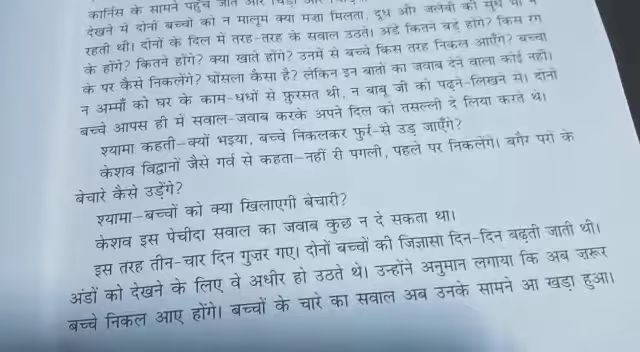 कार्निस के सामने पहुँच जाते और चिड़ा और
देखने में दोनों बच्चों को न मालूम क्या मज़ा मिलता, दूध और जलेबी की सुध भी न
रहती थी। दोनों के दिल में तरह-तरह के सवाल उठते। अंडे कितने बड़े होंगे? किस रंग
के होंगे? कितने होंगे? क्या खाते होंगे? उनमें से बच्चे किस तरह निकल आएँगे? बच्चों
के पर कैसे निकलेंगे? घोंसला कैसा है? लेकिन इन बातों का जवाब देने वाला कोई नहीं।
न अम्माँ को घर के काम-धंधों से फ़ुरसत थी, न बाबू जी को पढ़ने-लिखने से। दोनों
बच्चे आपस ही में सवाल-जवाब करके अपने दिल को तसल्ली दे लिया करते थे।
श्यामा कहती—क्यों भइया, बच्चे निकलकर फुर्र-से उड़ जाएँगे?
केशव विद्वानों जैसे गर्व से कहता—नहीं री पगली, पहले पर निकलेंगे। बगैर परों के
बेचारे कैसे उड़ेंगे?
श्यामा—बच्चों को क्या खिलाएगी बेचारी?
केशव इस पेचीदा सवाल का जवाब कुछ न दे सकता था।
इस तरह तीन-चार दिन गुज़र गए। दोनों बच्चों की जिज्ञासा दिन-दिन बढ़ती जाती थी।
अंडों को देखने के लिए वे अधीर हो उठते थे। उन्होंने अनुमान लगाया कि अब ज़रूर
बच्चे निकल आए होंगे। बच्चों के चारे का सवाल अब उनके सामने आ खड़ा हुआ।